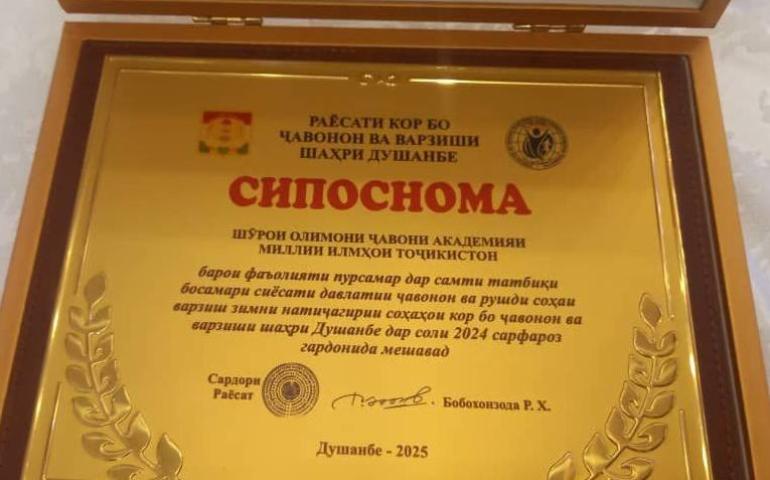 РАЁСАТИ КОР БО
ҶАВОНОН ВА ВАРЗИШИ
ШАҲРИ ДУШАНБЕ
СИПОСНОМА
ШӮРОИ ОЛИМОНИ ҶАВОНИ АКАДЕМИЯИ
МИЛЛИИ ИЛМҲОИ ТОҶИКИСТОН
барои фаъолияти пурсамар дар самти татбиқи
босамари сиёсати давлатии ҷавонон ва рушди соҳаи
варзиш зимни натиҷагирии соҳаҳои кор бо ҷавонон ва
варзиши шаҳри Душанбе дар соли 2024 сарфароз
гардонида мешавад
Сардори
Раёсат
Бобохонзода Р. Х.
Душанбе - 2025